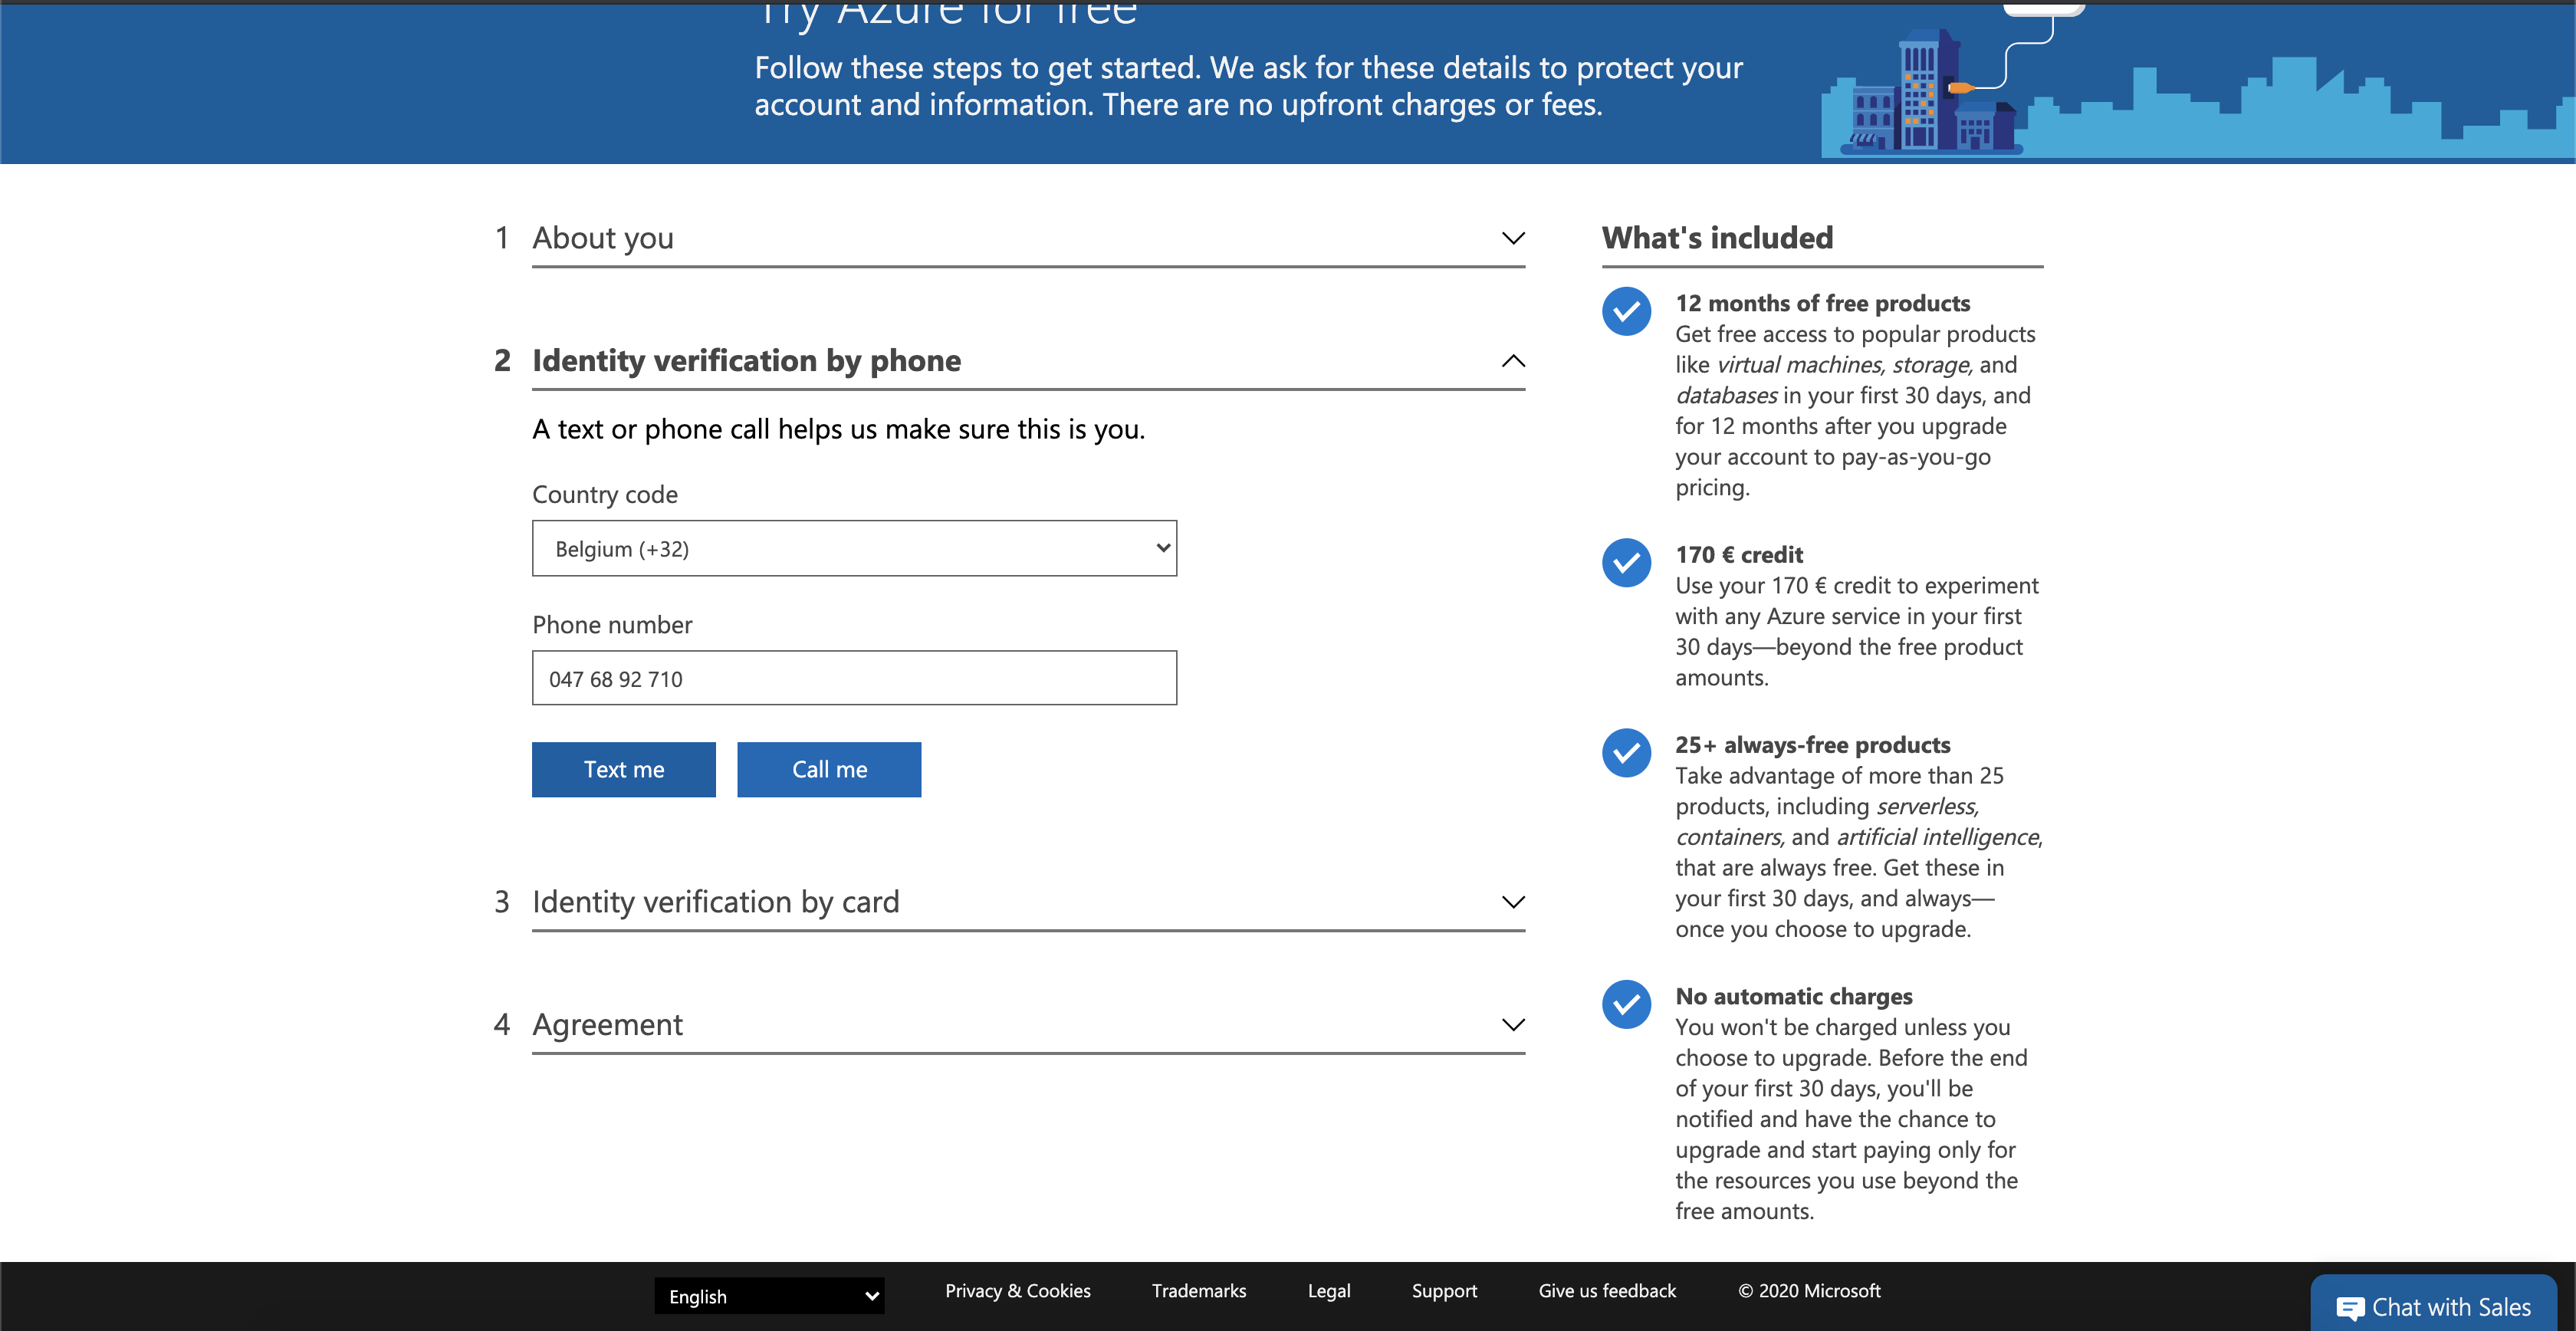 Try Azure for free
Follow these steps to get started. We ask for these details to protect your
account and information. There are no upfront charges or fees.
1 About you
2 Identity verification by phone
A text or phone call helps us make sure this is you.
Country code
Belgium (+32)
Phone number
047 68 92 710
Text me Call me
3 Identity verification by card
4 Agreement
What's included
12 months of free products
Get free access to popular products
like virtual machines, storage, and
databases in your first 30 days, and
for 12 months after you upgrade
your account to pay-as-you-go
pricing.
170 € credit
Use your 170 € credit to experiment
with any Azure service in your first
30 days—beyond the free product
amounts.
25+ always-free products
Take advantage of more than 25
products, including serverless,
containers, and artificial intelligence,
that are always free. Get these in
your first 30 days, and always—
once you choose to upgrade.
No automatic charges
You won't be charged unless you
choose to upgrade. Before the end
of your first 30 days, you'll be
notified and have the chance to
upgrade and start paying only for
the resources you use beyond the
free amounts.
English Privacy & Cookies Trademarks Legal Support Give us feedback © 2020 Microsoft
Chat with Sales